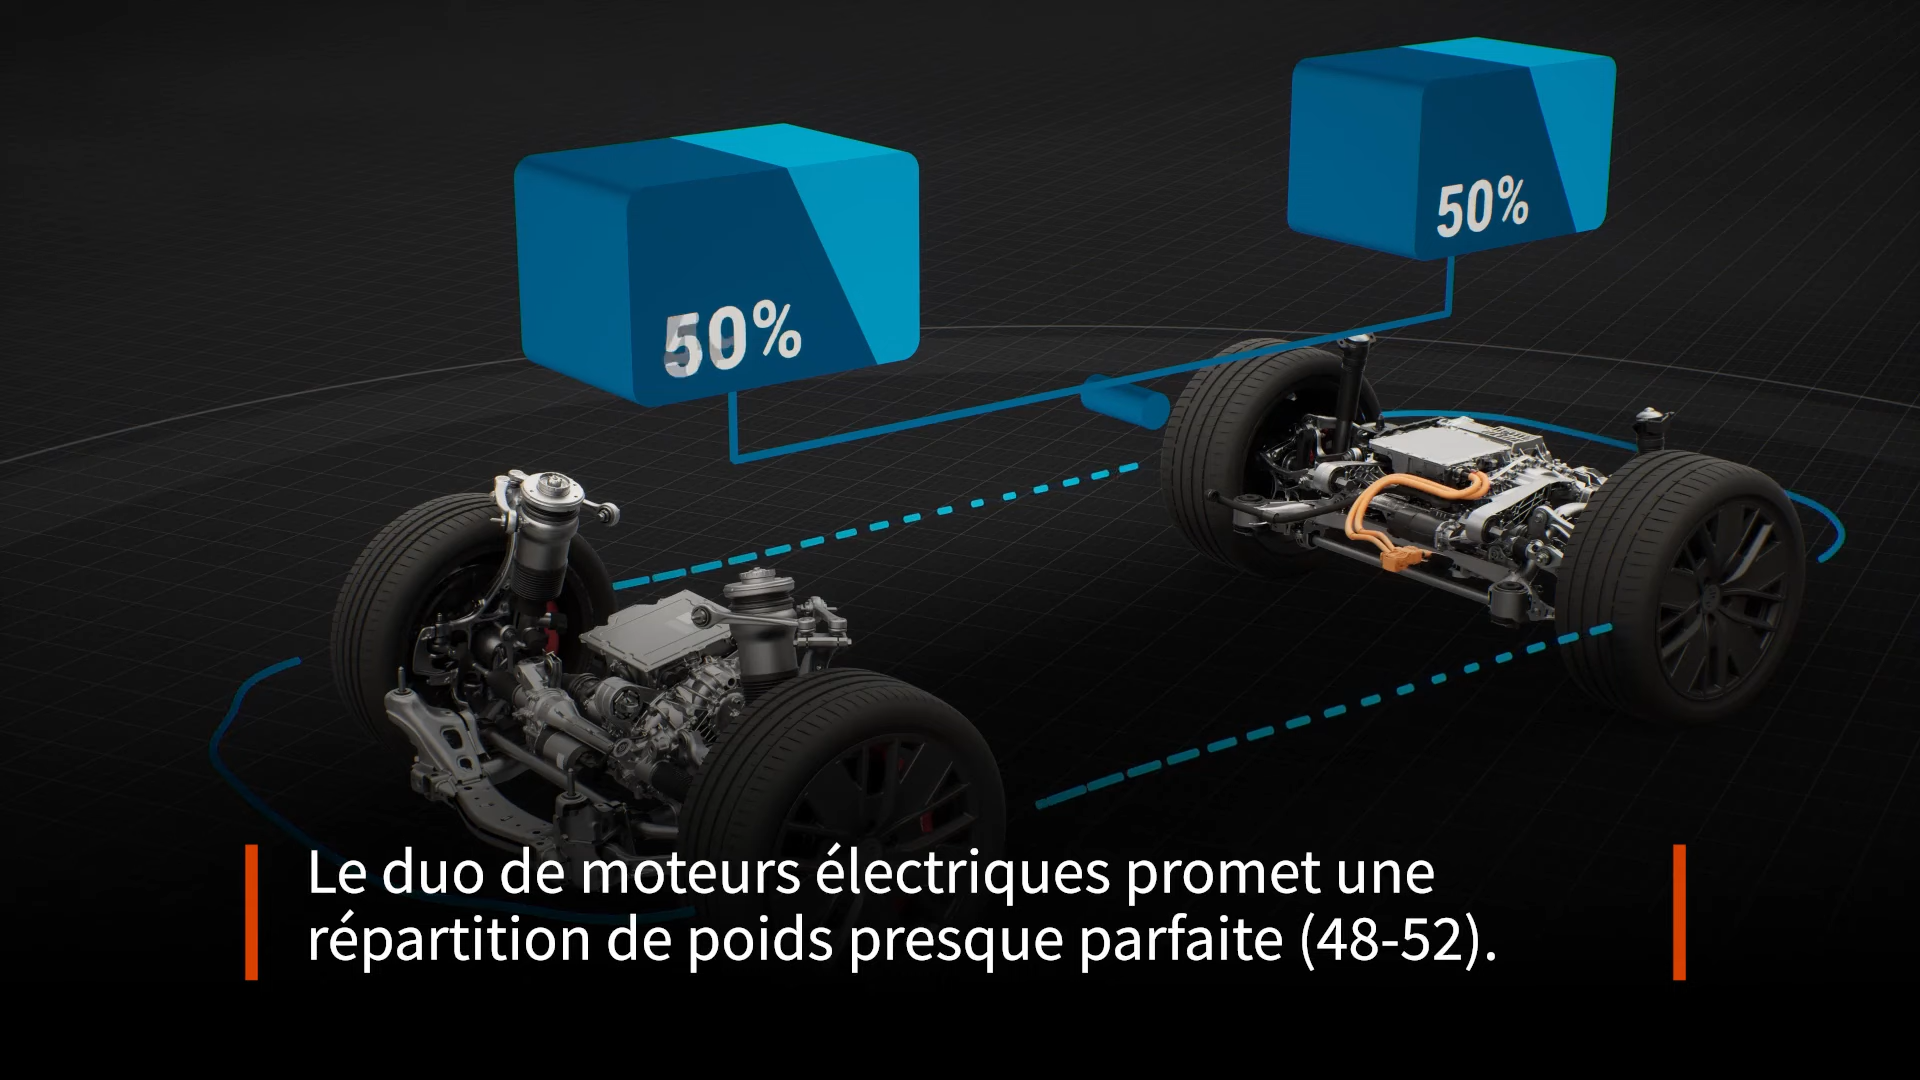 50%
50%
Le duo de moteurs électriques promet une
répartition de poids presque parfaite (48-52).